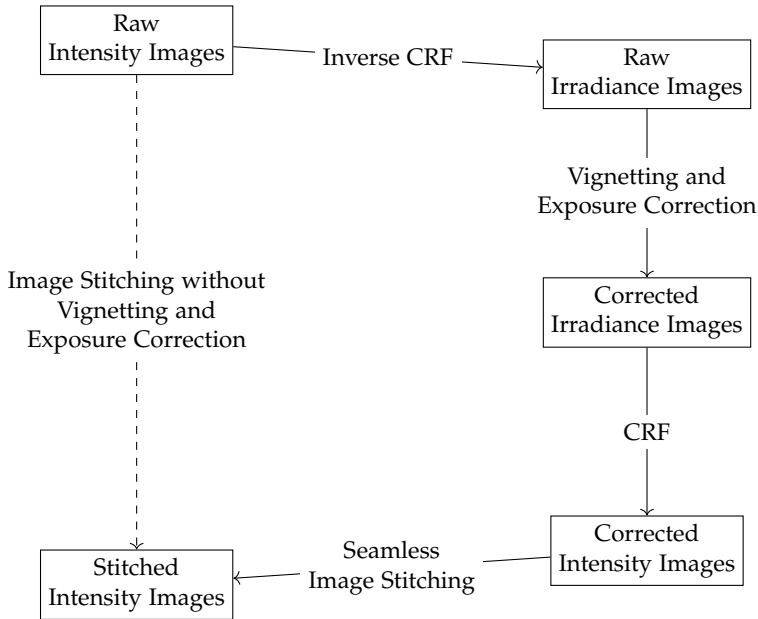 Raw
Intensity Images
Inverse CRF
Raw
Irradiance Images
Vignetting and
Exposure Correction
Image Stitching without
Vignetting and
Exposure Correction
Corrected
Irradiance Images
CRF
Seamless
Image Stitching
Corrected
Intensity Images
Stitched
Intensity Images